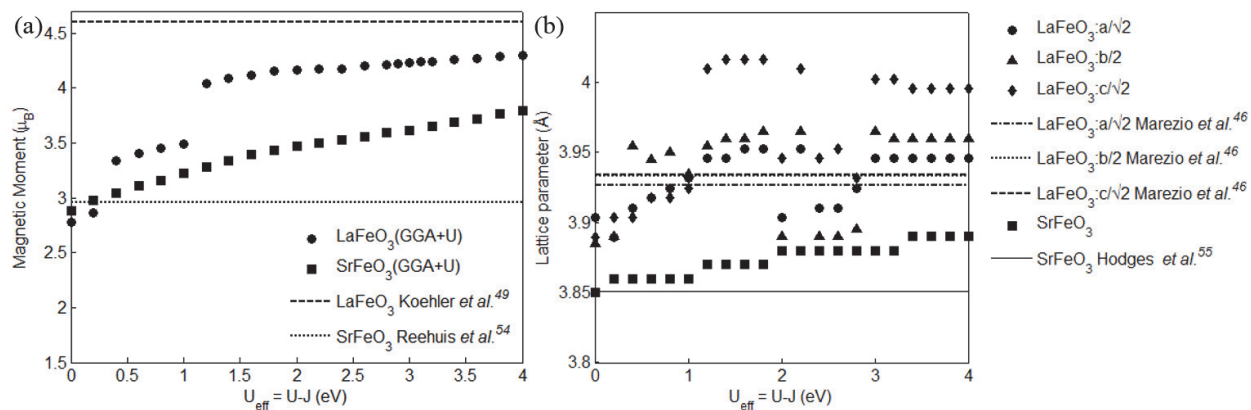 (a)
Magnetic Moment (μB)
4.5
4
3.5
3
2.5
2
1.5
0 0.5 1 1.5 2 2.5 3 3.5 4
Ueff = U-J (eV)
LaFeO3(GGA+U)
SrFeO3(GGA+U)
LaFeO3 Koehler et al.49
SrFeO3 Reehuis et al.54
(b)
Lattice parameter (Å)
4
3.95
3.9
3.85
3.8
0 1 2 3 4
Ueff = U-J (eV)
LaFeO3:a/√2
LaFeO3:b/2
LaFeO3:c/√2
LaFeO3:a/√2 Marezio et al.46
LaFeO3:b/2 Marezio et al.46
LaFeO3:c/√2 Marezio et al.46
SrFeO3
SrFeO3 Hodges et al.55